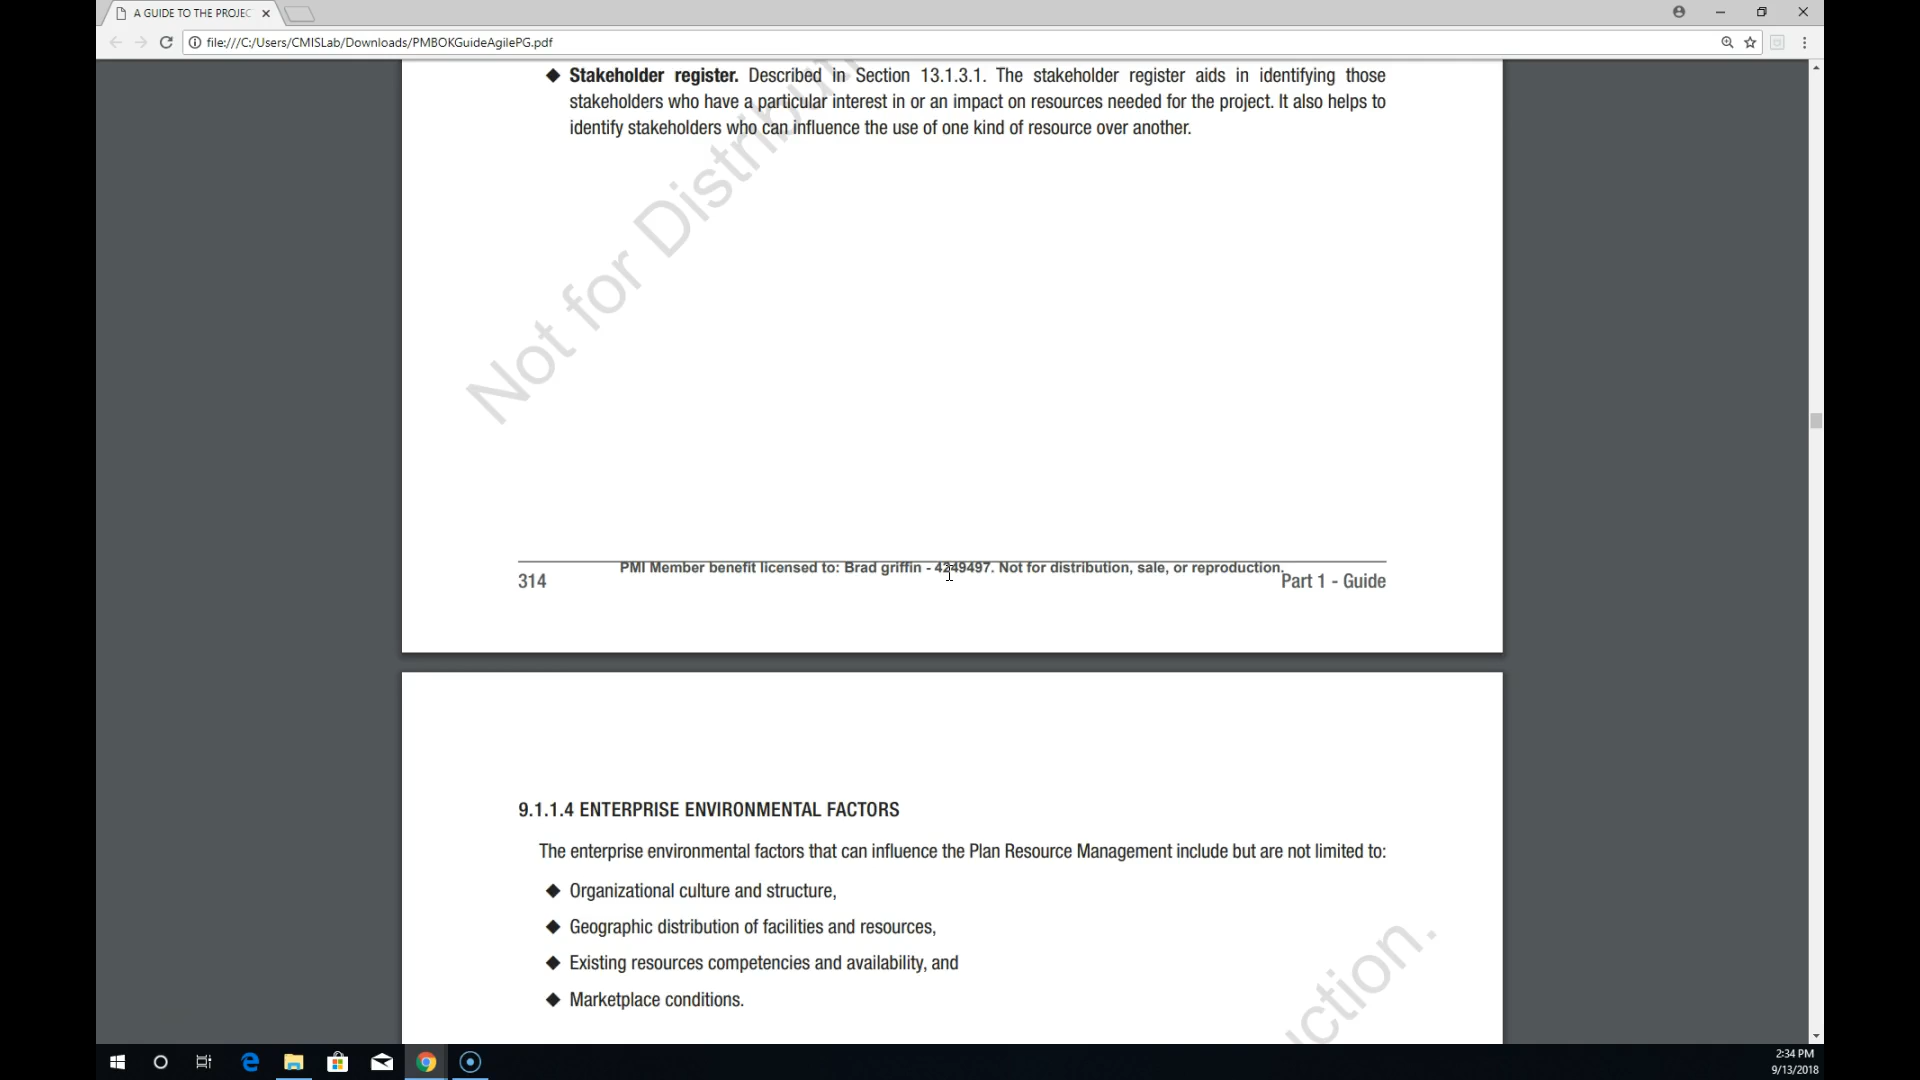 A GUIDE TO THE PROJEC
file:///C:/Users/CMISLab/Downloads/PMBOKGuideAgilePG.pdf
◆ Stakeholder register. Described in Section 13.1.3.1. The stakeholder register aids in identifying those
stakeholders who have a particular interest in or an impact on resources needed for the project. It also helps to
identify stakeholders who can influence the use of one kind of resource over another.
Not for Distribut
PMI Member benefit licensed to: Brad griffin - 4249497. Not for distribution, sale, or reproduction.
314 Part 1 - Guide
9.1.1.4 ENTERPRISE ENVIRONMENTAL FACTORS
The enterprise environmental factors that can influence the Plan Resource Management include but are not limited to:
◆ Organizational culture and structure,
◆ Geographic distribution of facilities and resources,
◆ Existing resources competencies and availability, and
◆ Marketplace conditions.
uction.
2:34 PM
9/13/2018